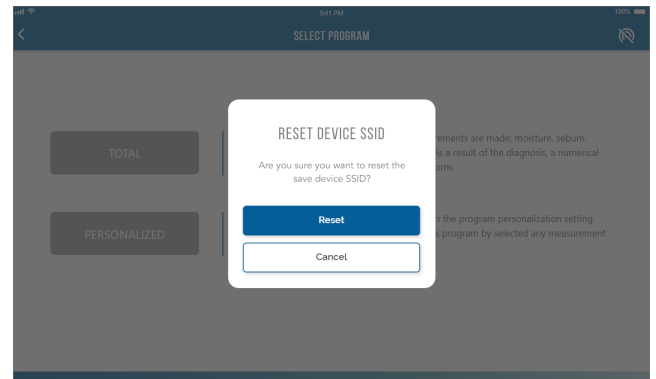 9:41 PM
100%
SELECT PROGRAM
RESET DEVICE SSID
Are you sure you want to reset the
save device SSID?
Reset
Cancel
TOTAL
are made; moisture, sebum.
As a result of the diagnosis, a numerical
PERSONALIZED
the program personalization setting.
program by selected any measurement